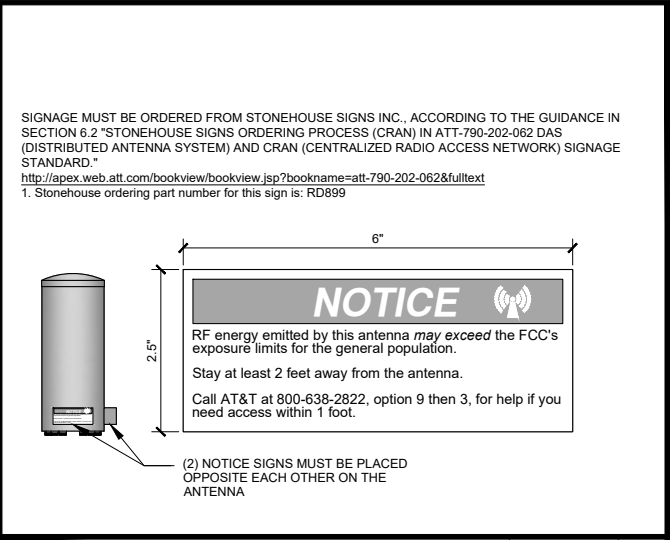 SIGNAGE MUST BE ORDERED FROM STONEHOUSE SIGNS INC., ACCORDING TO THE GUIDANCE IN
SECTION 6.2 "STONEHOUSE SIGNS ORDERING PROCESS (CRAN) IN ATT-790-202-062 DAS
(DISTRIBUTED ANTENNA SYSTEM) AND CRAN (CENTRALIZED RADIO ACCESS NETWORK) SIGNAGE
STANDARD."
http://apex.web.att.com/bookview/bookview.jsp?bookname=att-790-202-062&fulltext
1. Stonehouse ordering part number for this sign is: RD899
6"
2.5"
NOTICE
RF energy emitted by this antenna may exceed the FCC's
exposure limits for the general population.
Stay at least 2 feet away from the antenna.
Call AT&T at 800-638-2822, option 9 then 3, for help if you
need access within 1 foot.
(2) NOTICE SIGNS MUST BE PLACED
OPPOSITE EACH OTHER ON THE
ANTENNA